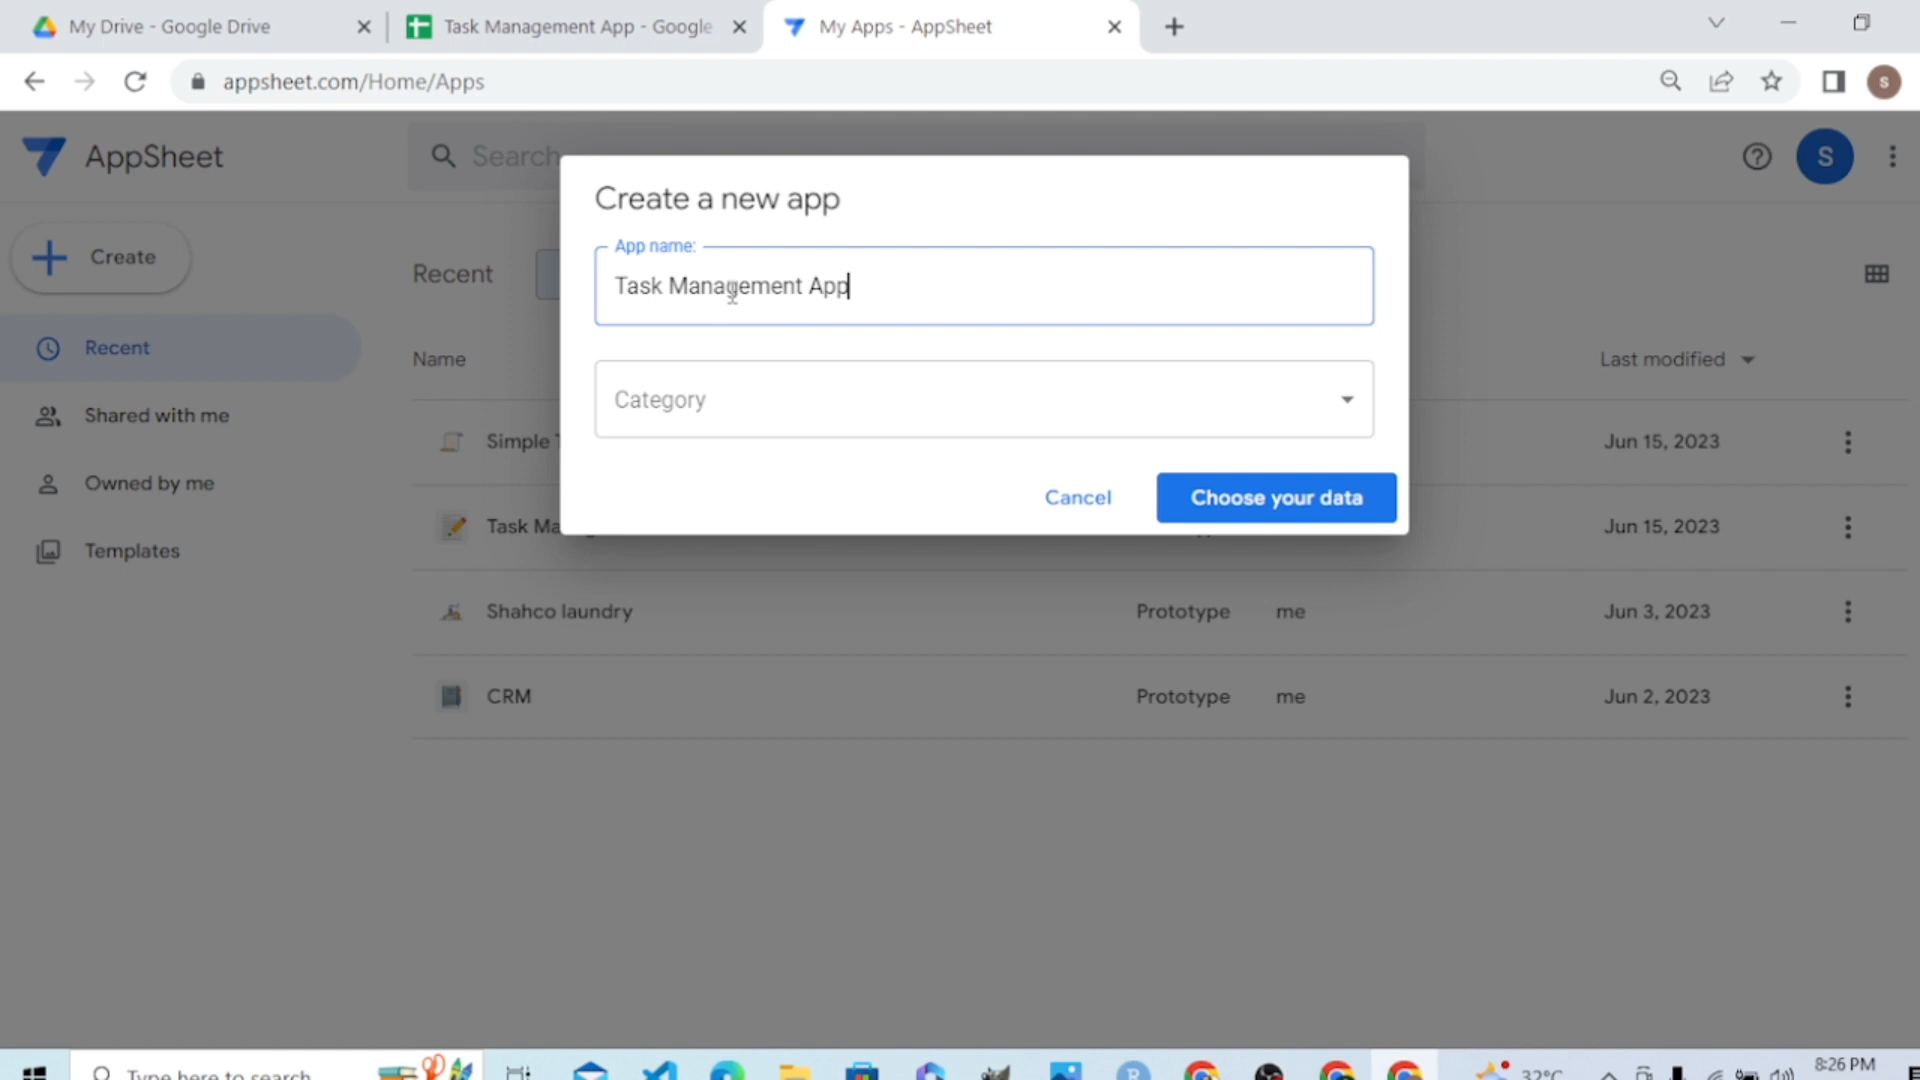 My Drive - Google Drive
Task Management App - Google
My Apps - AppSheet
appsheet.com/Home/Apps
S
AppSheet
Search
S
Create a new app
App name:
Task Management App
Category
Cancel
Choose your data
Create
Recent
Shared with me
Owned by me
Templates
Recent
Name
Last modified
Simple
Jun 15, 2023
Task Ma
Jun 15, 2023
Shahco laundry
Prototype
me
Jun 3, 2023
CRM
Prototype
me
Jun 2, 2023
Type here to search
R
32°C
8:26 PM